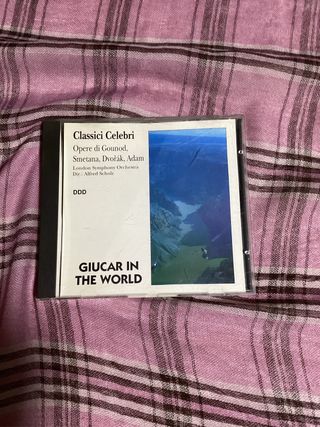 Classici Celebri
Opere di Gounod,
Smetana, Dvořák, Adam
London Symphony Orchestra
Dir.: Alfred Scholz
DDD
GIUCAR IN
THE WORLD